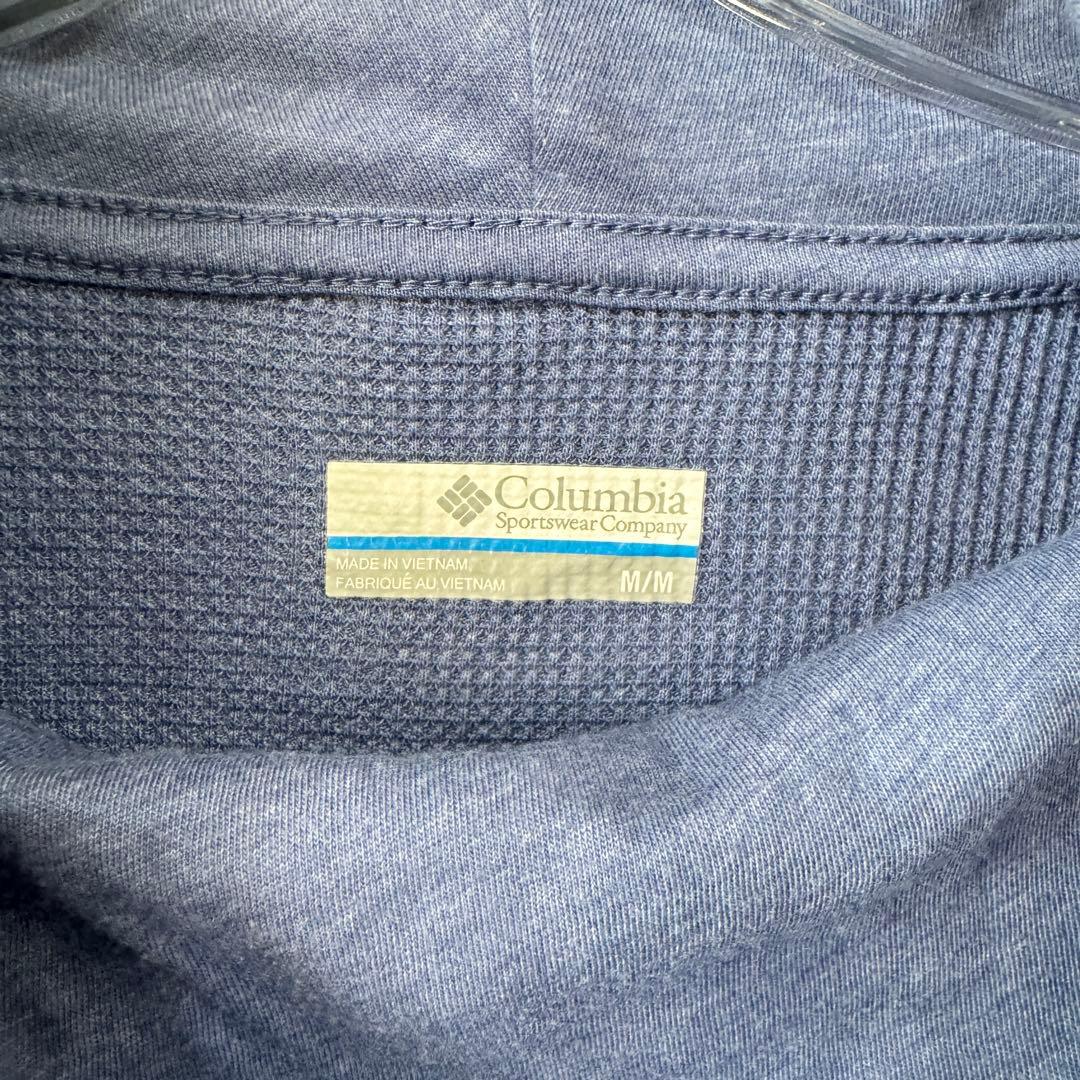 Columbia
Sportswear Company
MADE IN VIETNAM
FABRIQUÉ AU VIETNAM
M/M